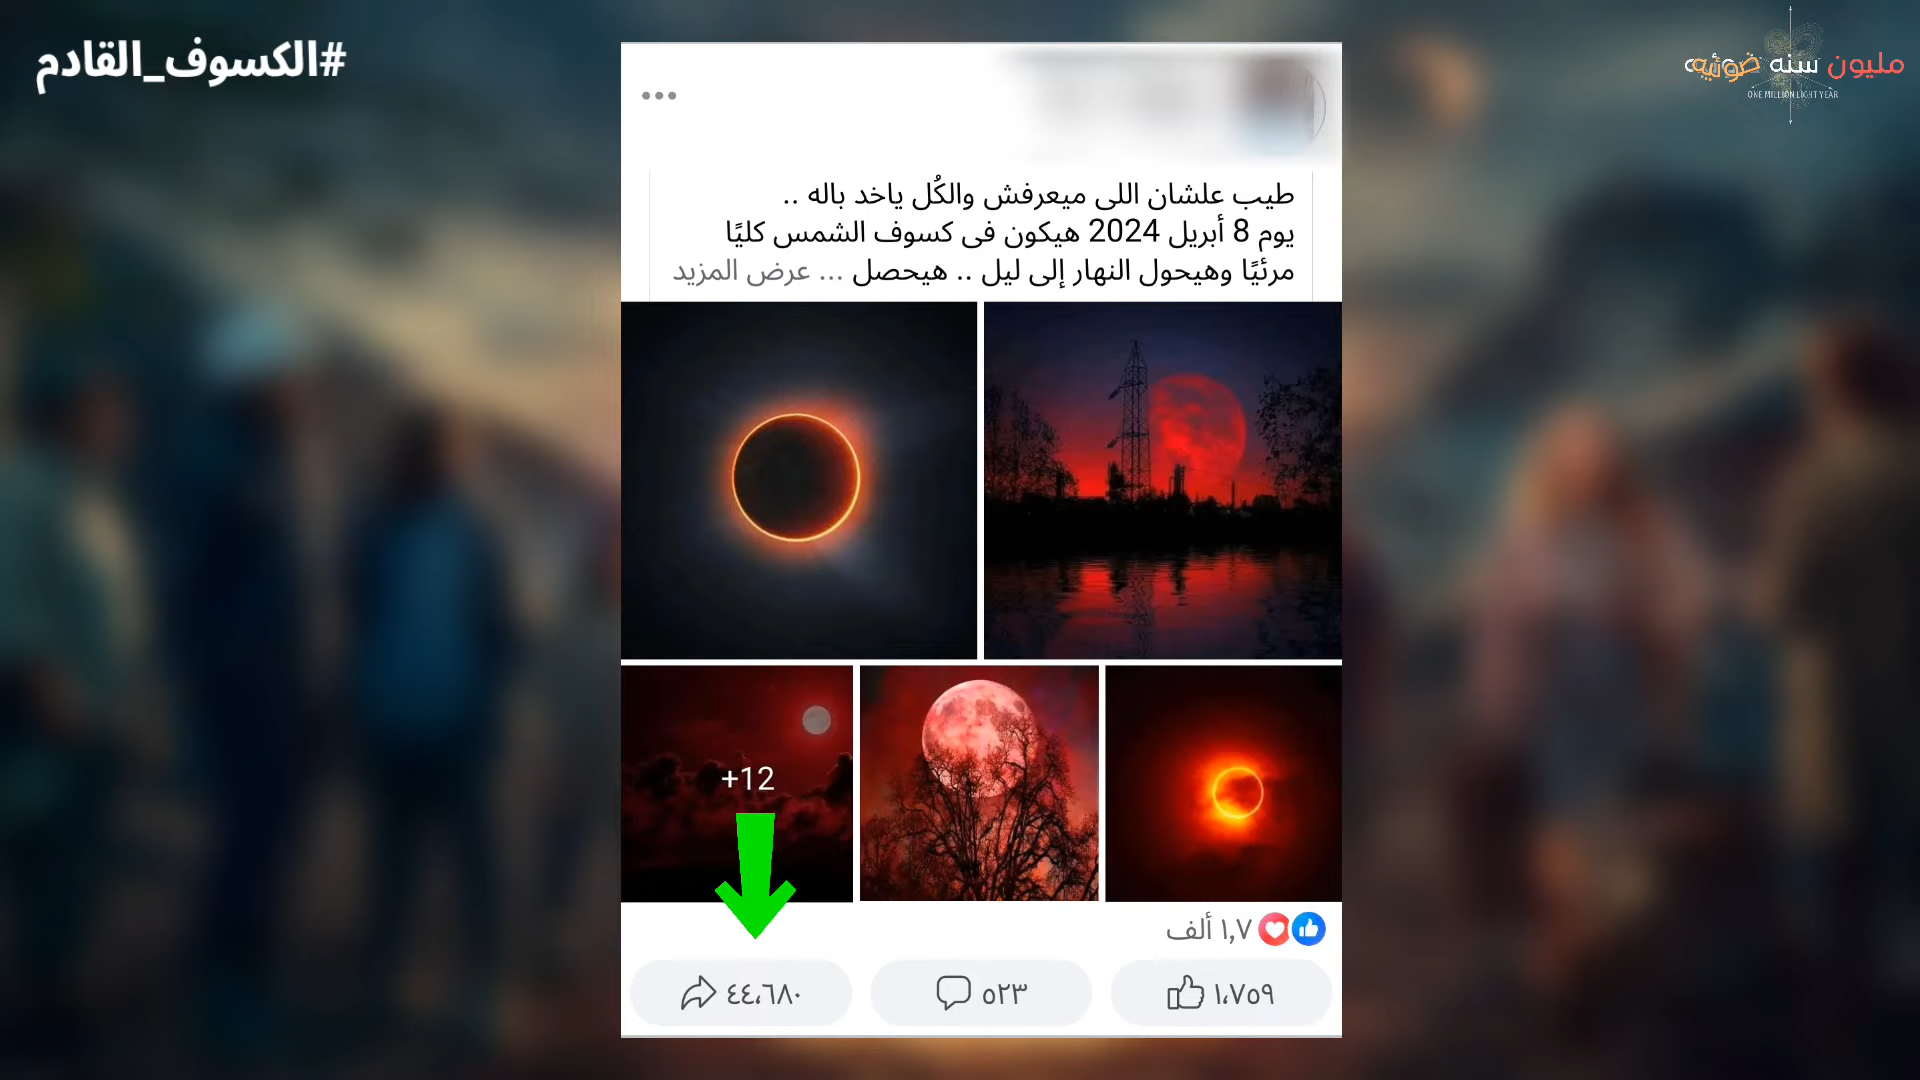 #الكسوف_القادم
مليون سنه ضوئيه
ONE MILLION LIGHT YEAR
طيب علشان اللى ميعرفش والكُل ياخد باله ..
يوم 8 أبريل 2024 هيكون فى كسوف الشمس كليًا
مرئيًا وهيحول النهار إلى ليل .. هيحصل ... عرض المزيد
+12
١,٧ ألف
١،٧٥٩
٥٢٣
٤٤،٦٨٠